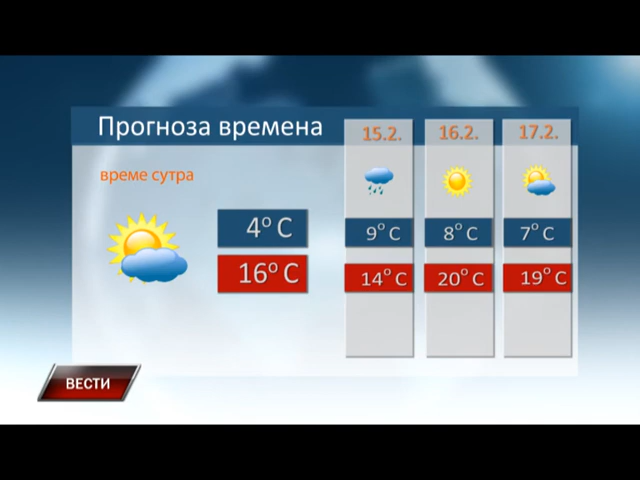 Прогноза времена
време сутра
4° C
16° C
15.2.
9° C
14° C
16.2.
8° C
20° C
17.2.
7° C
19° C
ВЕСТИ